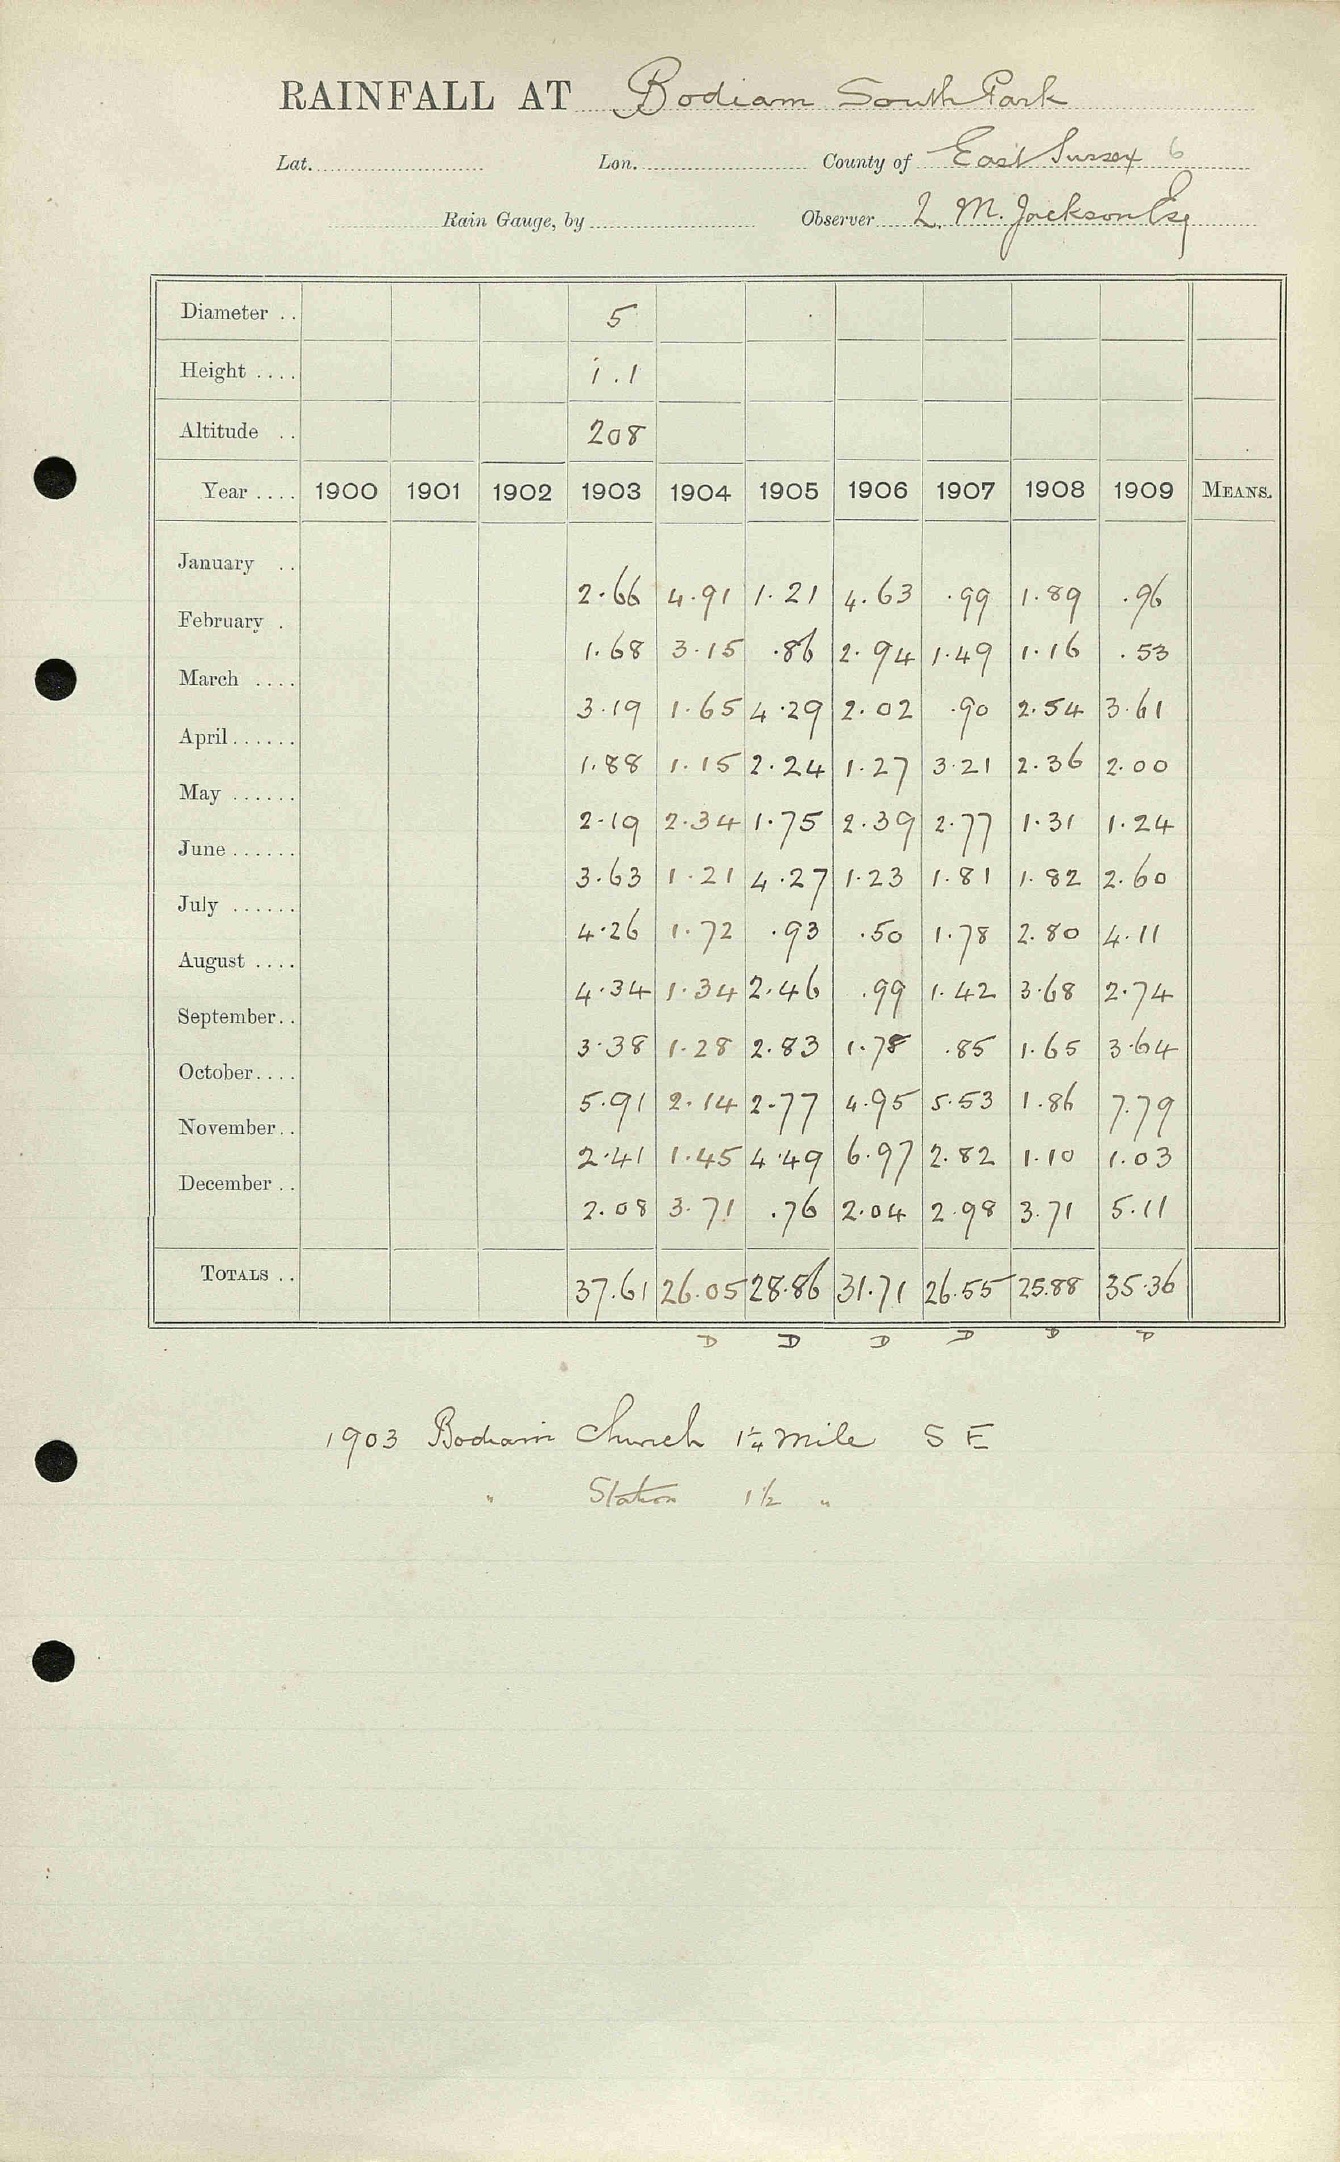 RAINFALL AT Bodiam South Park
Lat. Lon. County of East Sussex 6
Rain Gauge, by Observer L. M. Jackson Esq
Diameter . . 5
Height . . . . 1.1
Altitude . . 208
Year . . . . 1900 1901 1902 1903 1904 1905 1906 1907 1908 1909 MEANS.
January . . 2.66 4.91 1.21 4.63 .99 1.89 .96
February . 1.68 3.15 .86 2.94 1.49 1.16 .53
March . . . . 3.19 1.65 4.29 2.02 .90 2.54 3.61
April . . . . . . 1.88 1.15 2.24 1.27 3.21 2.36 2.00
May . . . . . . 2.19 2.34 1.75 2.39 2.77 1.31 1.24
June . . . . . . 3.63 1.21 4.27 1.23 1.81 1.82 2.60
July . . . . . . 4.26 1.72 .93 .50 1.78 2.80 4.11
August . . . . 4.34 1.34 2.46 .99 1.42 3.68 2.74
September . . 3.38 1.28 2.83 1.78 .85 1.65 3.64
October . . . . 5.91 2.14 2.77 4.95 5.53 1.86 7.79
November . . 2.41 1.45 4.49 6.97 2.82 1.10 1.03
December . . 2.08 3.71 .76 2.04 2.98 3.71 5.11
TOTALS . . 37.61 26.05 28.86 31.71 26.55 25.88 35.36
D D D D D D
1903 Bodiam Church 1¼ mile S E
" Station 1½ "